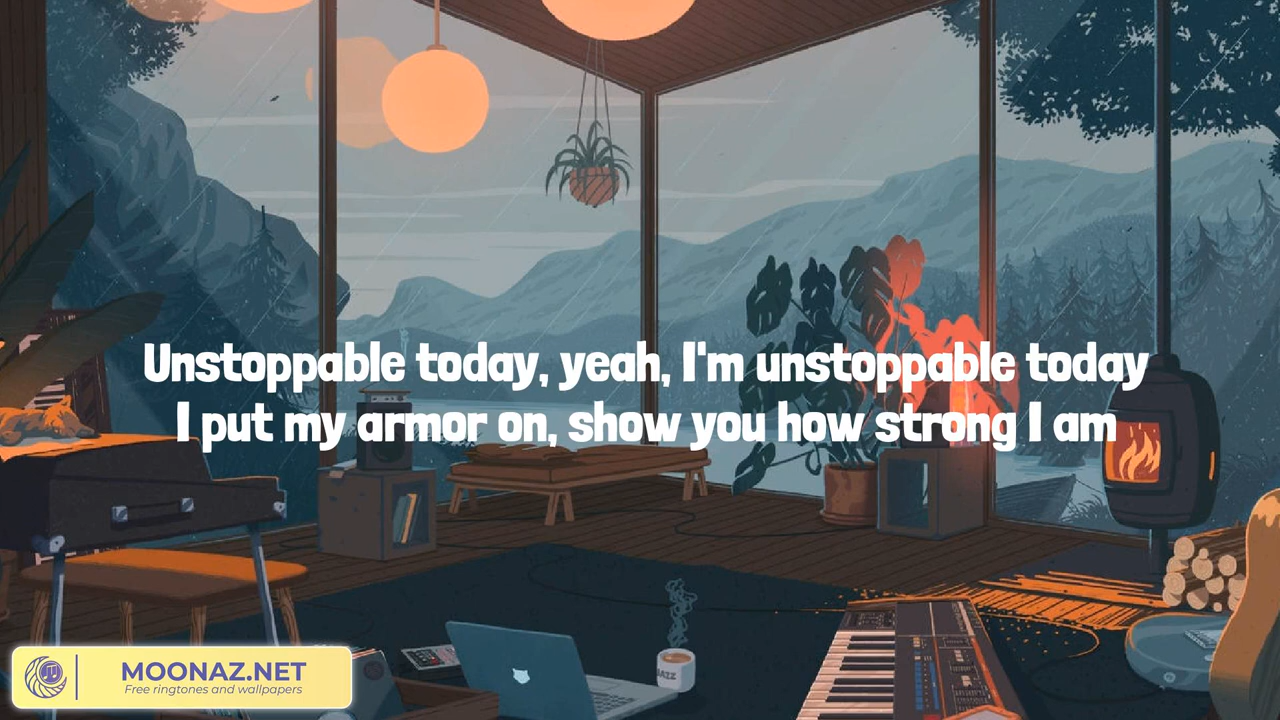 Unstoppable today, yeah, I'm unstoppable today
I put my armor on, show you how strong I am
JAZZ
MOONAZ.NET
Free ringtones and wallpapers